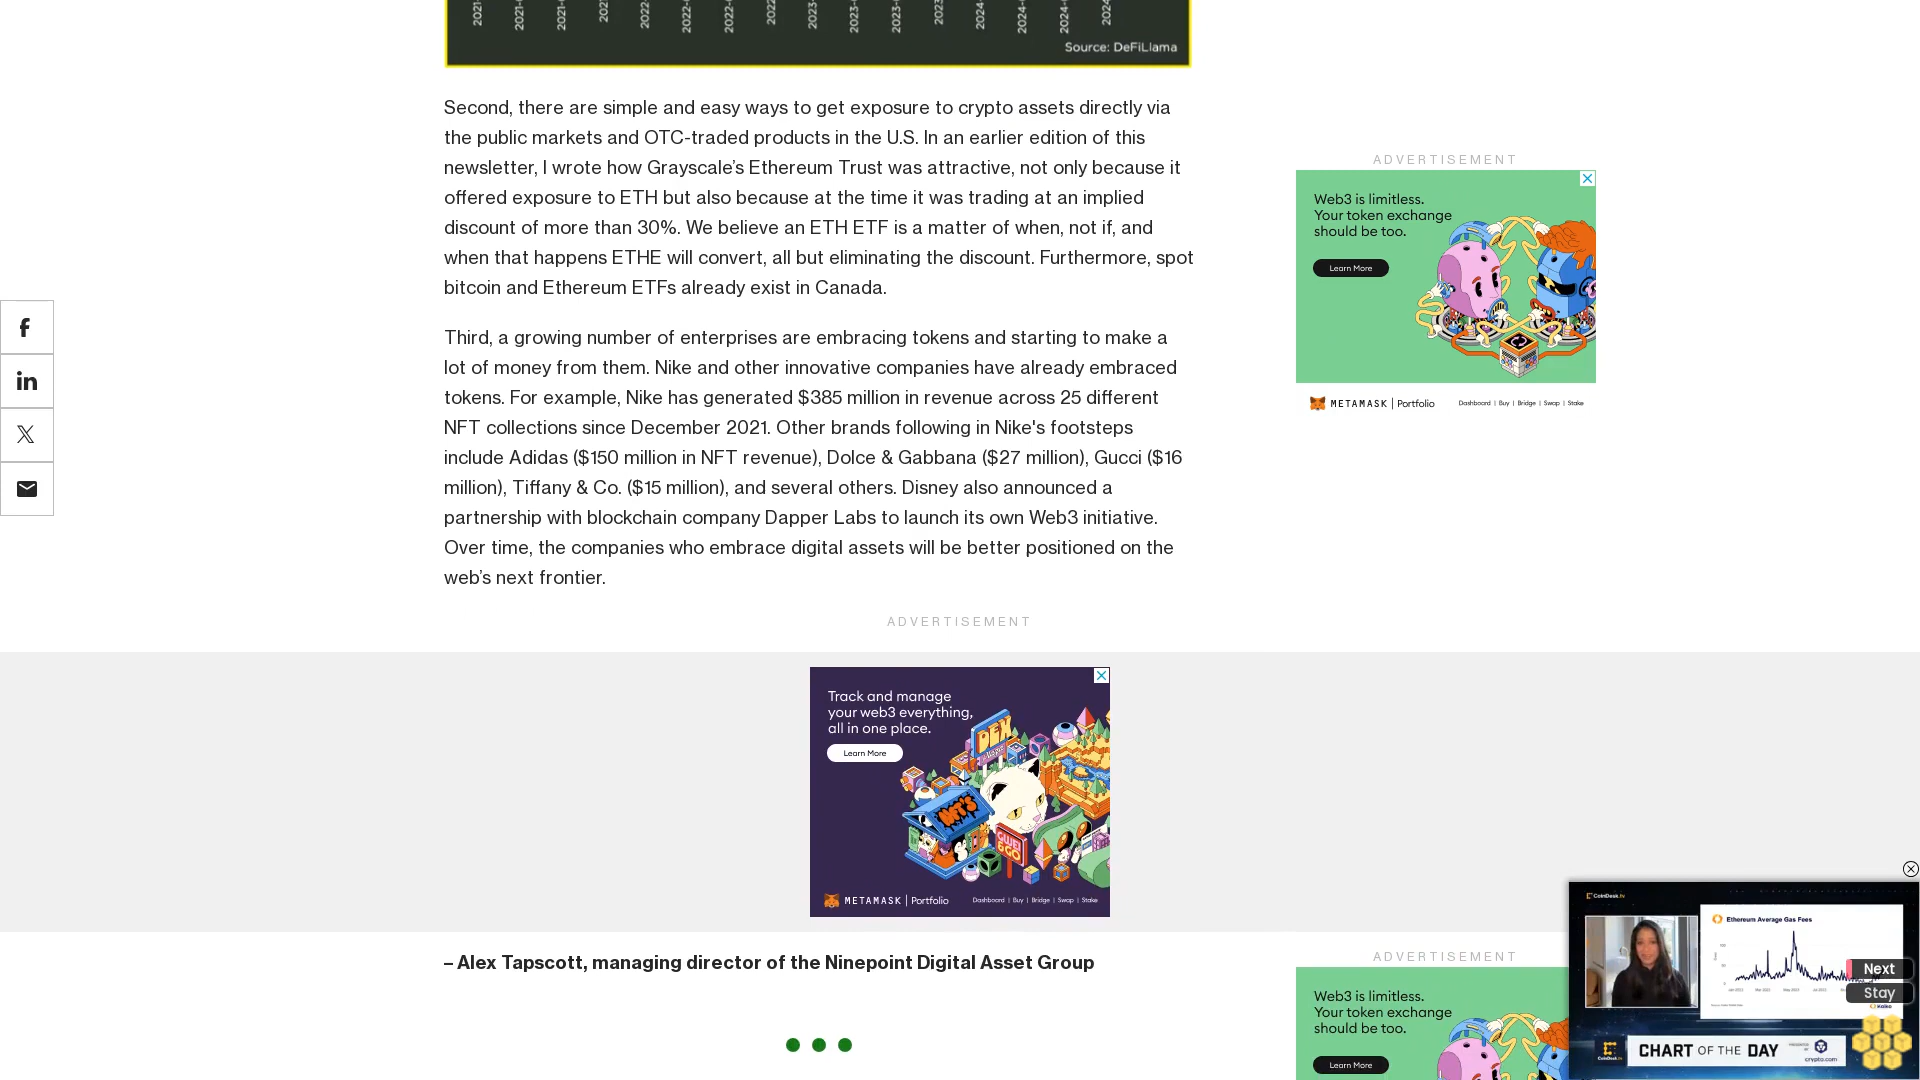 Source: DeFiLlama
Second, there are simple and easy ways to get exposure to crypto assets directly via
the public markets and OTC-traded products in the U.S. In an earlier edition of this
newsletter, I wrote how Grayscale’s Ethereum Trust was attractive, not only because it
offered exposure to ETH but also because at the time it was trading at an implied
discount of more than 30%. We believe an ETH ETF is a matter of when, not if, and
when that happens ETHE will convert, all but eliminating the discount. Furthermore, spot
bitcoin and Ethereum ETFs already exist in Canada.
Third, a growing number of enterprises are embracing tokens and starting to make a
lot of money from them. Nike and other innovative companies have already embraced
tokens. For example, Nike has generated $385 million in revenue across 25 different
NFT collections since December 2021. Other brands following in Nike's footsteps
include Adidas ($150 million in NFT revenue), Dolce & Gabbana ($27 million), Gucci ($16
million), Tiffany & Co. ($15 million), and several others. Disney also announced a
partnership with blockchain company Dapper Labs to launch its own Web3 initiative.
Over time, the companies who embrace digital assets will be better positioned on the
web’s next frontier.
ADVERTISEMENT
Track and manage
your web3 everything,
all in one place.
Learn More
DEX
NFT'S
GWEI
& GO
METAMASK | Portfolio
Dashboard | Buy | Bridge | Swap | Stake
– Alex Tapscott, managing director of the Ninepoint Digital Asset Group
ADVERTISEMENT
Web3 is limitless.
Your token exchange
should be too.
Learn More
METAMASK | Portfolio
Dashboard | Buy | Bridge | Swap | Stake
ADVERTISEMENT
Web3 is limitless.
Your token exchange
should be too.
Learn More
CoinDesk.tv
Ethereum Average Gas Fees
Next
Stay
Kaiko
CHART OF THE DAY
crypto.com